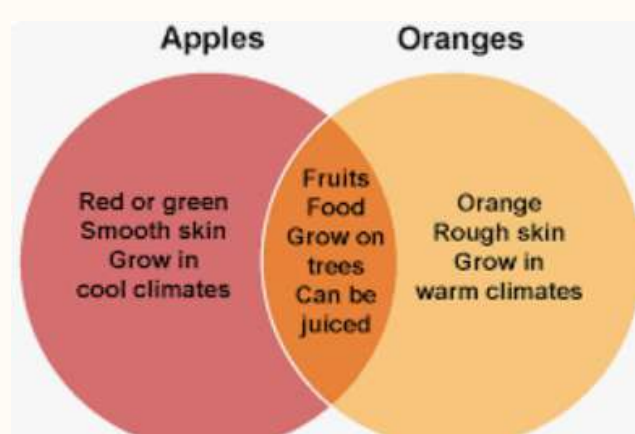 Apples
Oranges
Red or green
Smooth skin
Grow in
cool climates
Fruits
Food
Grow on
trees
Can be
juiced
Orange
Rough skin
Grow in
warm climates